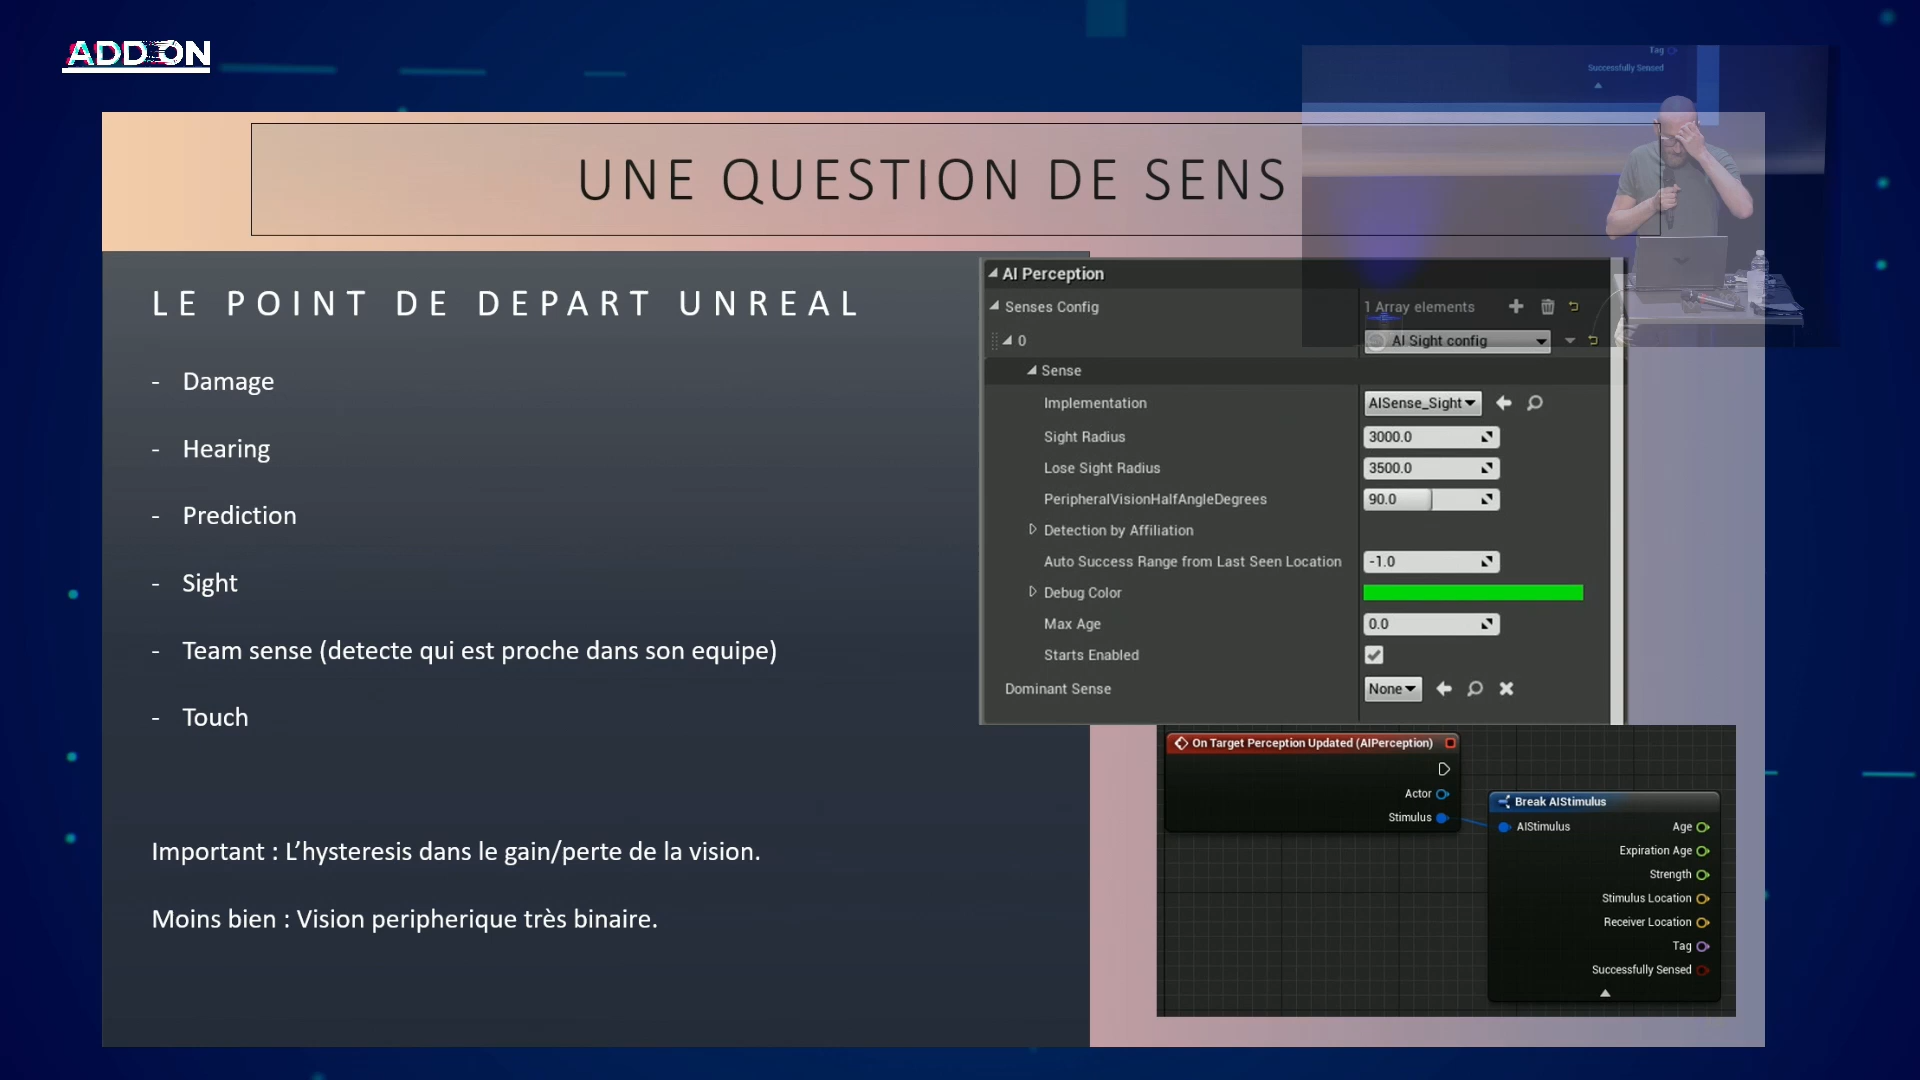 ADD-ON
Tag
Successfully Sensed
UNE QUESTION DE SENS
LE POINT DE DEPART UNREAL
- Damage
- Hearing
- Prediction
- Sight
- Team sense (detecte qui est proche dans son equipe)
- Touch
Important : L'hysteresis dans le gain/perte de la vision.
Moins bien : Vision peripherique très binaire.
AI Perception
Senses Config 1 Array elements
0 AI Sight config
Sense
Implementation AISense_Sight
Sight Radius 3000.0
Lose Sight Radius 3500.0
PeripheralVisionHalfAngleDegrees 90.0
Detection by Affiliation
Auto Success Range from Last Seen Location -1.0
Debug Color
Max Age 0.0
Starts Enabled
Dominant Sense None
On Target Perception Updated (AIPerception)
Actor
Stimulus
Break AIStimulus
AIStimulus Age
Expiration Age
Strength
Stimulus Location
Receiver Location
Tag
Successfully Sensed